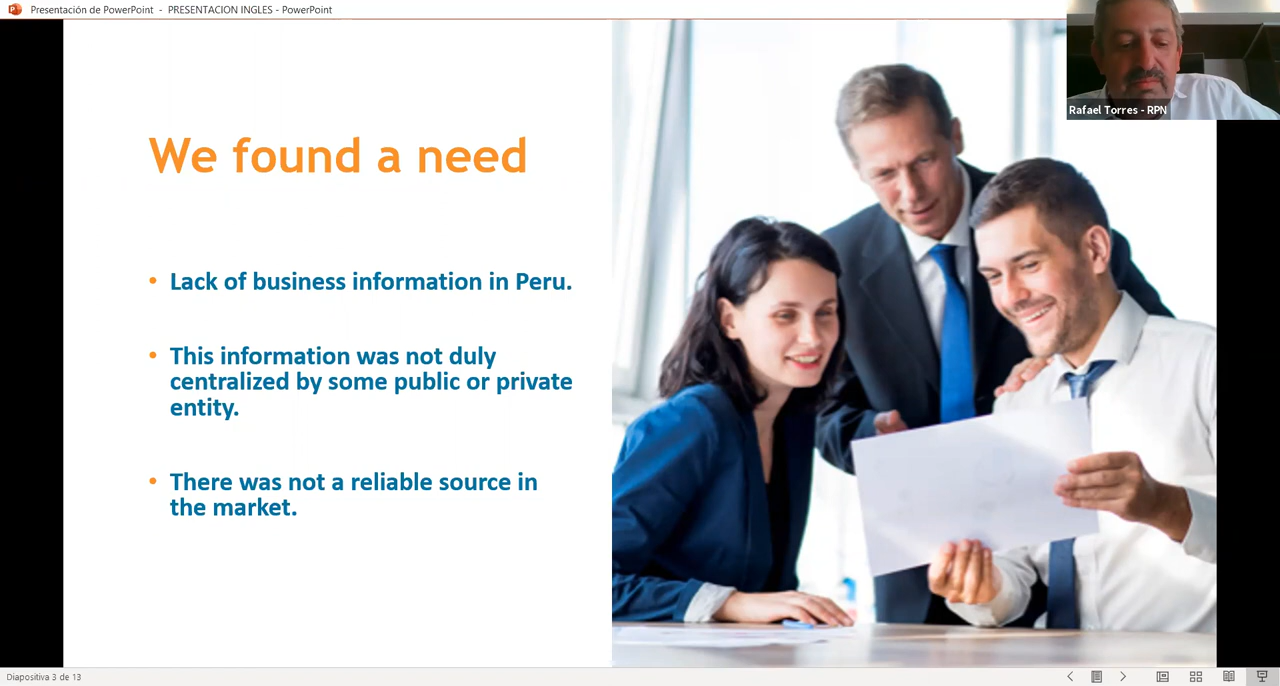 Presentación de PowerPoint - PRESENTACION INGLES - PowerPoint
Rafael Torres - RPN
We found a need
• Lack of business information in Peru.
• This information was not duly
centralized by some public or private
entity.
• There was not a reliable source in
the market.
Diapositiva 3 de 13